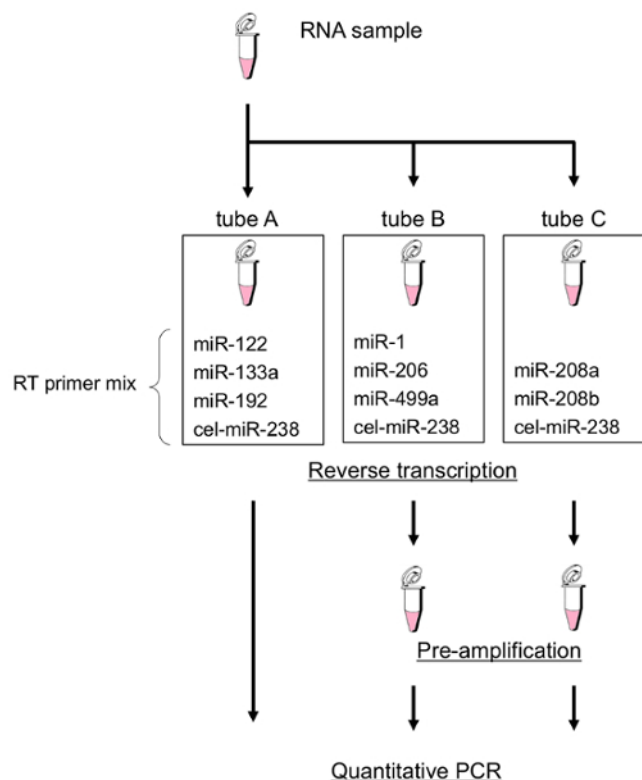 RNA sample
tube A
tube B
tube C
RT primer mix
miR-122
miR-133a
miR-192
cel-miR-238
miR-1
miR-206
miR-499a
cel-miR-238
miR-208a
miR-208b
cel-miR-238
Reverse transcription
Pre-amplification
Quantitative PCR